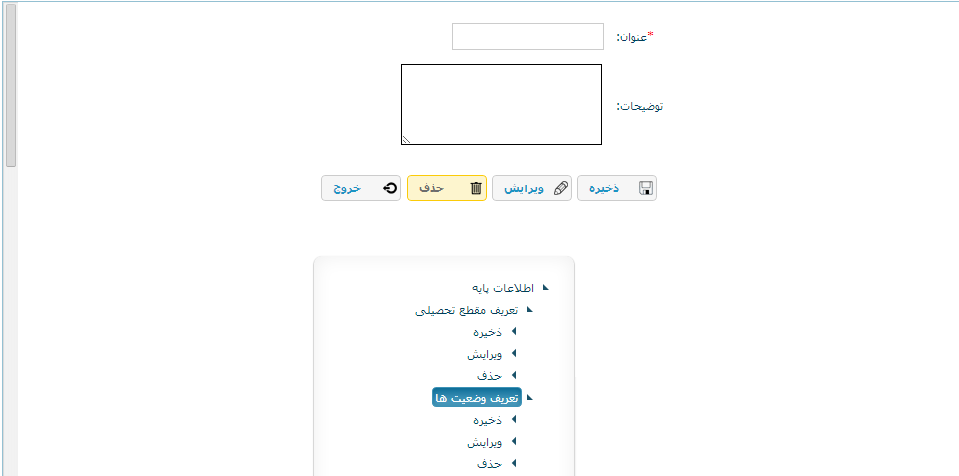 *عنوان:
توضیحات:
ذخیره ویرایش حذف خروج
اطلاعات پایه
تعریف مقطع تحصیلی
ذخیره
ویرایش
حذف
تعریف وضعیت ها
ذخیره
ویرایش
حذف